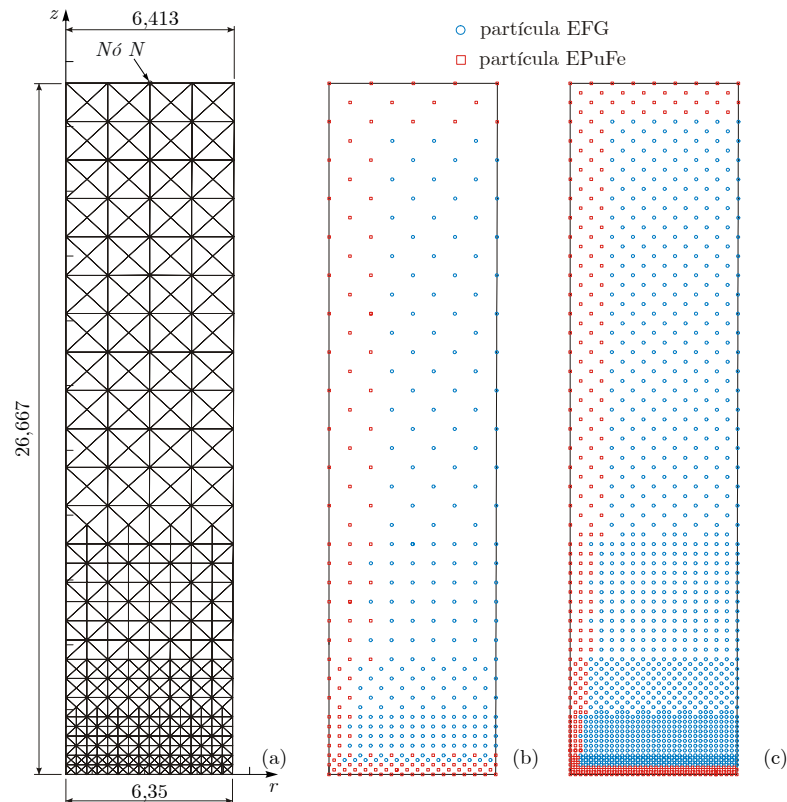 z
6,413
Nó N
partícula EFG
partícula EPuFe
26,667
(a)
(b)
(c)
r
6,35